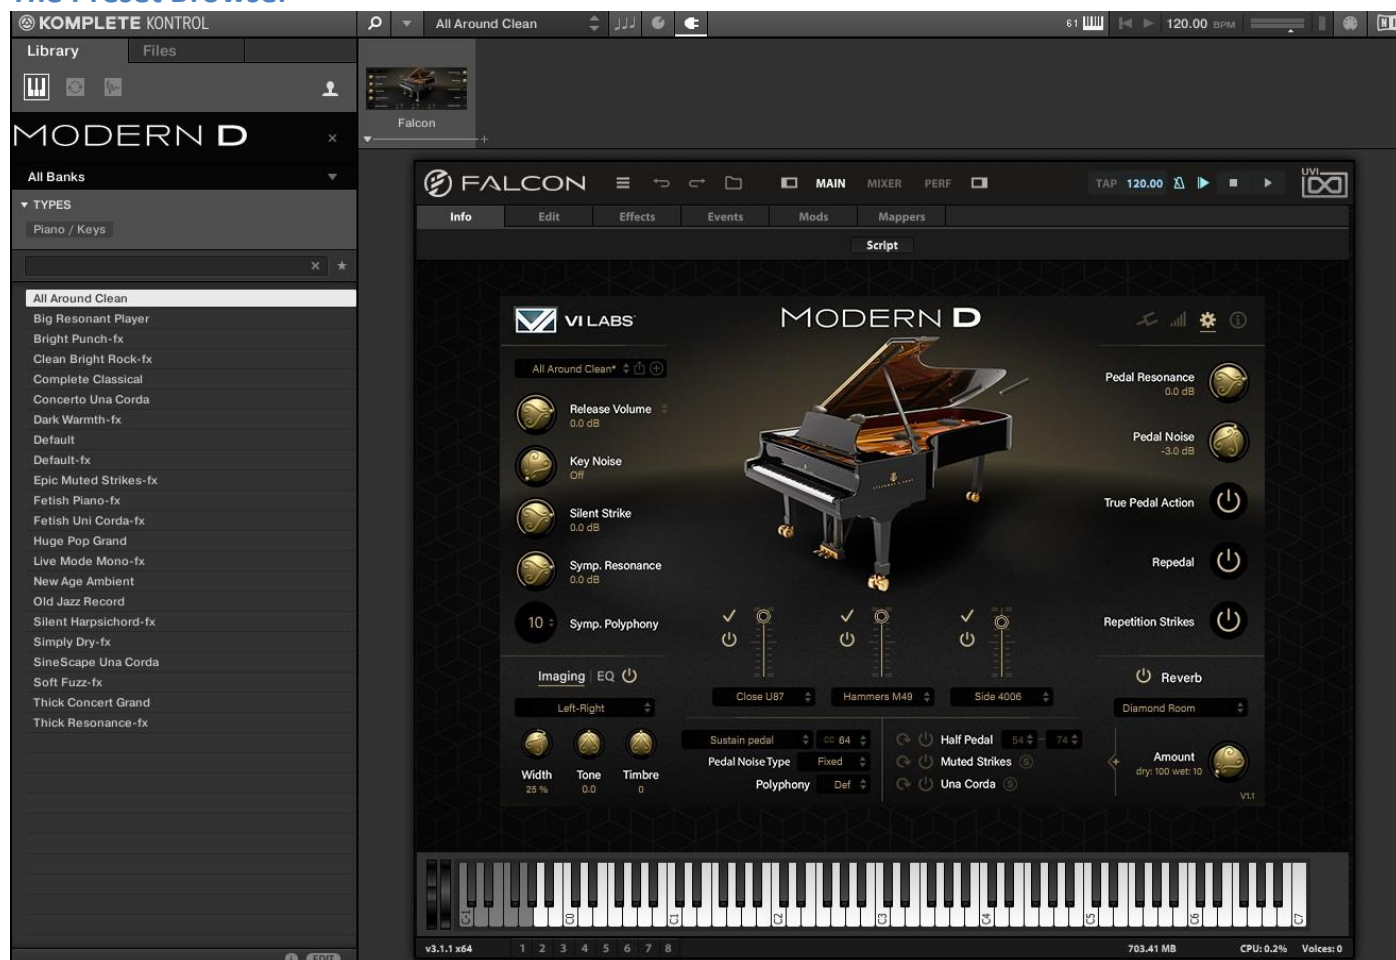 The Preset Browser
KOMPLETE KONTROL
All Around Clean
61
120.00 BPM
Library Files
MODERN D
All Banks
TYPES
Piano / Keys
All Around Clean
Big Resonant Player
Bright Punch-fx
Clean Bright Rock-fx
Complete Classical
Concerto Una Corda
Dark Warmth-fx
Default
Default-fx
Epic Muted Strikes-fx
Fetish Piano-fx
Fetish Uni Corda-fx
Huge Pop Grand
Live Mode Mono-fx
New Age Ambient
Old Jazz Record
Silent Harpsichord-fx
Simply Dry-fx
SineScape Una Corda
Soft Fuzz-fx
Thick Concert Grand
Thick Resonance-fx
EDIT
Falcon
FALCON MAIN MIXER PERF TAP 120.00 UVI
Info Edit Effects Events Mods Mappers
Script
VI LABS MODERN D
All Around Clean*
Release Volume
0.0 dB
Key Noise
Off
Silent Strike
0.0 dB
Symp. Resonance
0.0 dB
10 Symp. Polyphony
Imaging | EQ
Left-Right
Width Tone Timbre
25 % 0.0 0
STEINWAY & SONS
Close U87 Hammers M49 Side 4006
Sustain pedal CC 64
Pedal Noise Type Fixed
Polyphony Def
Half Pedal 54 – 74
Muted Strikes S
Una Corda S
Pedal Resonance
0.0 dB
Pedal Noise
-3.0 dB
True Pedal Action
Repedal
Repetition Strikes
Reverb
Diamond Room
Amount
dry: 100 wet: 10
V1.1
C-1 C0 C1 C2 C3 C4 C5 C6 C7
v3.1.1 x64 1 2 3 4 5 6 7 8 703.41 MB CPU: 0.2% Voices: 0